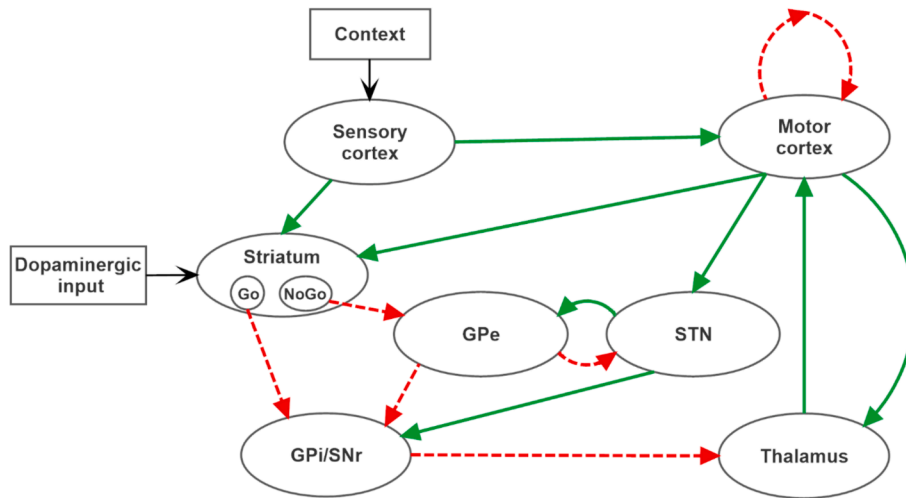 Context
Sensory
cortex
Motor
cortex
Dopaminergic
input
Striatum
Go
NoGo
GPe
STN
GPi/SNr
Thalamus